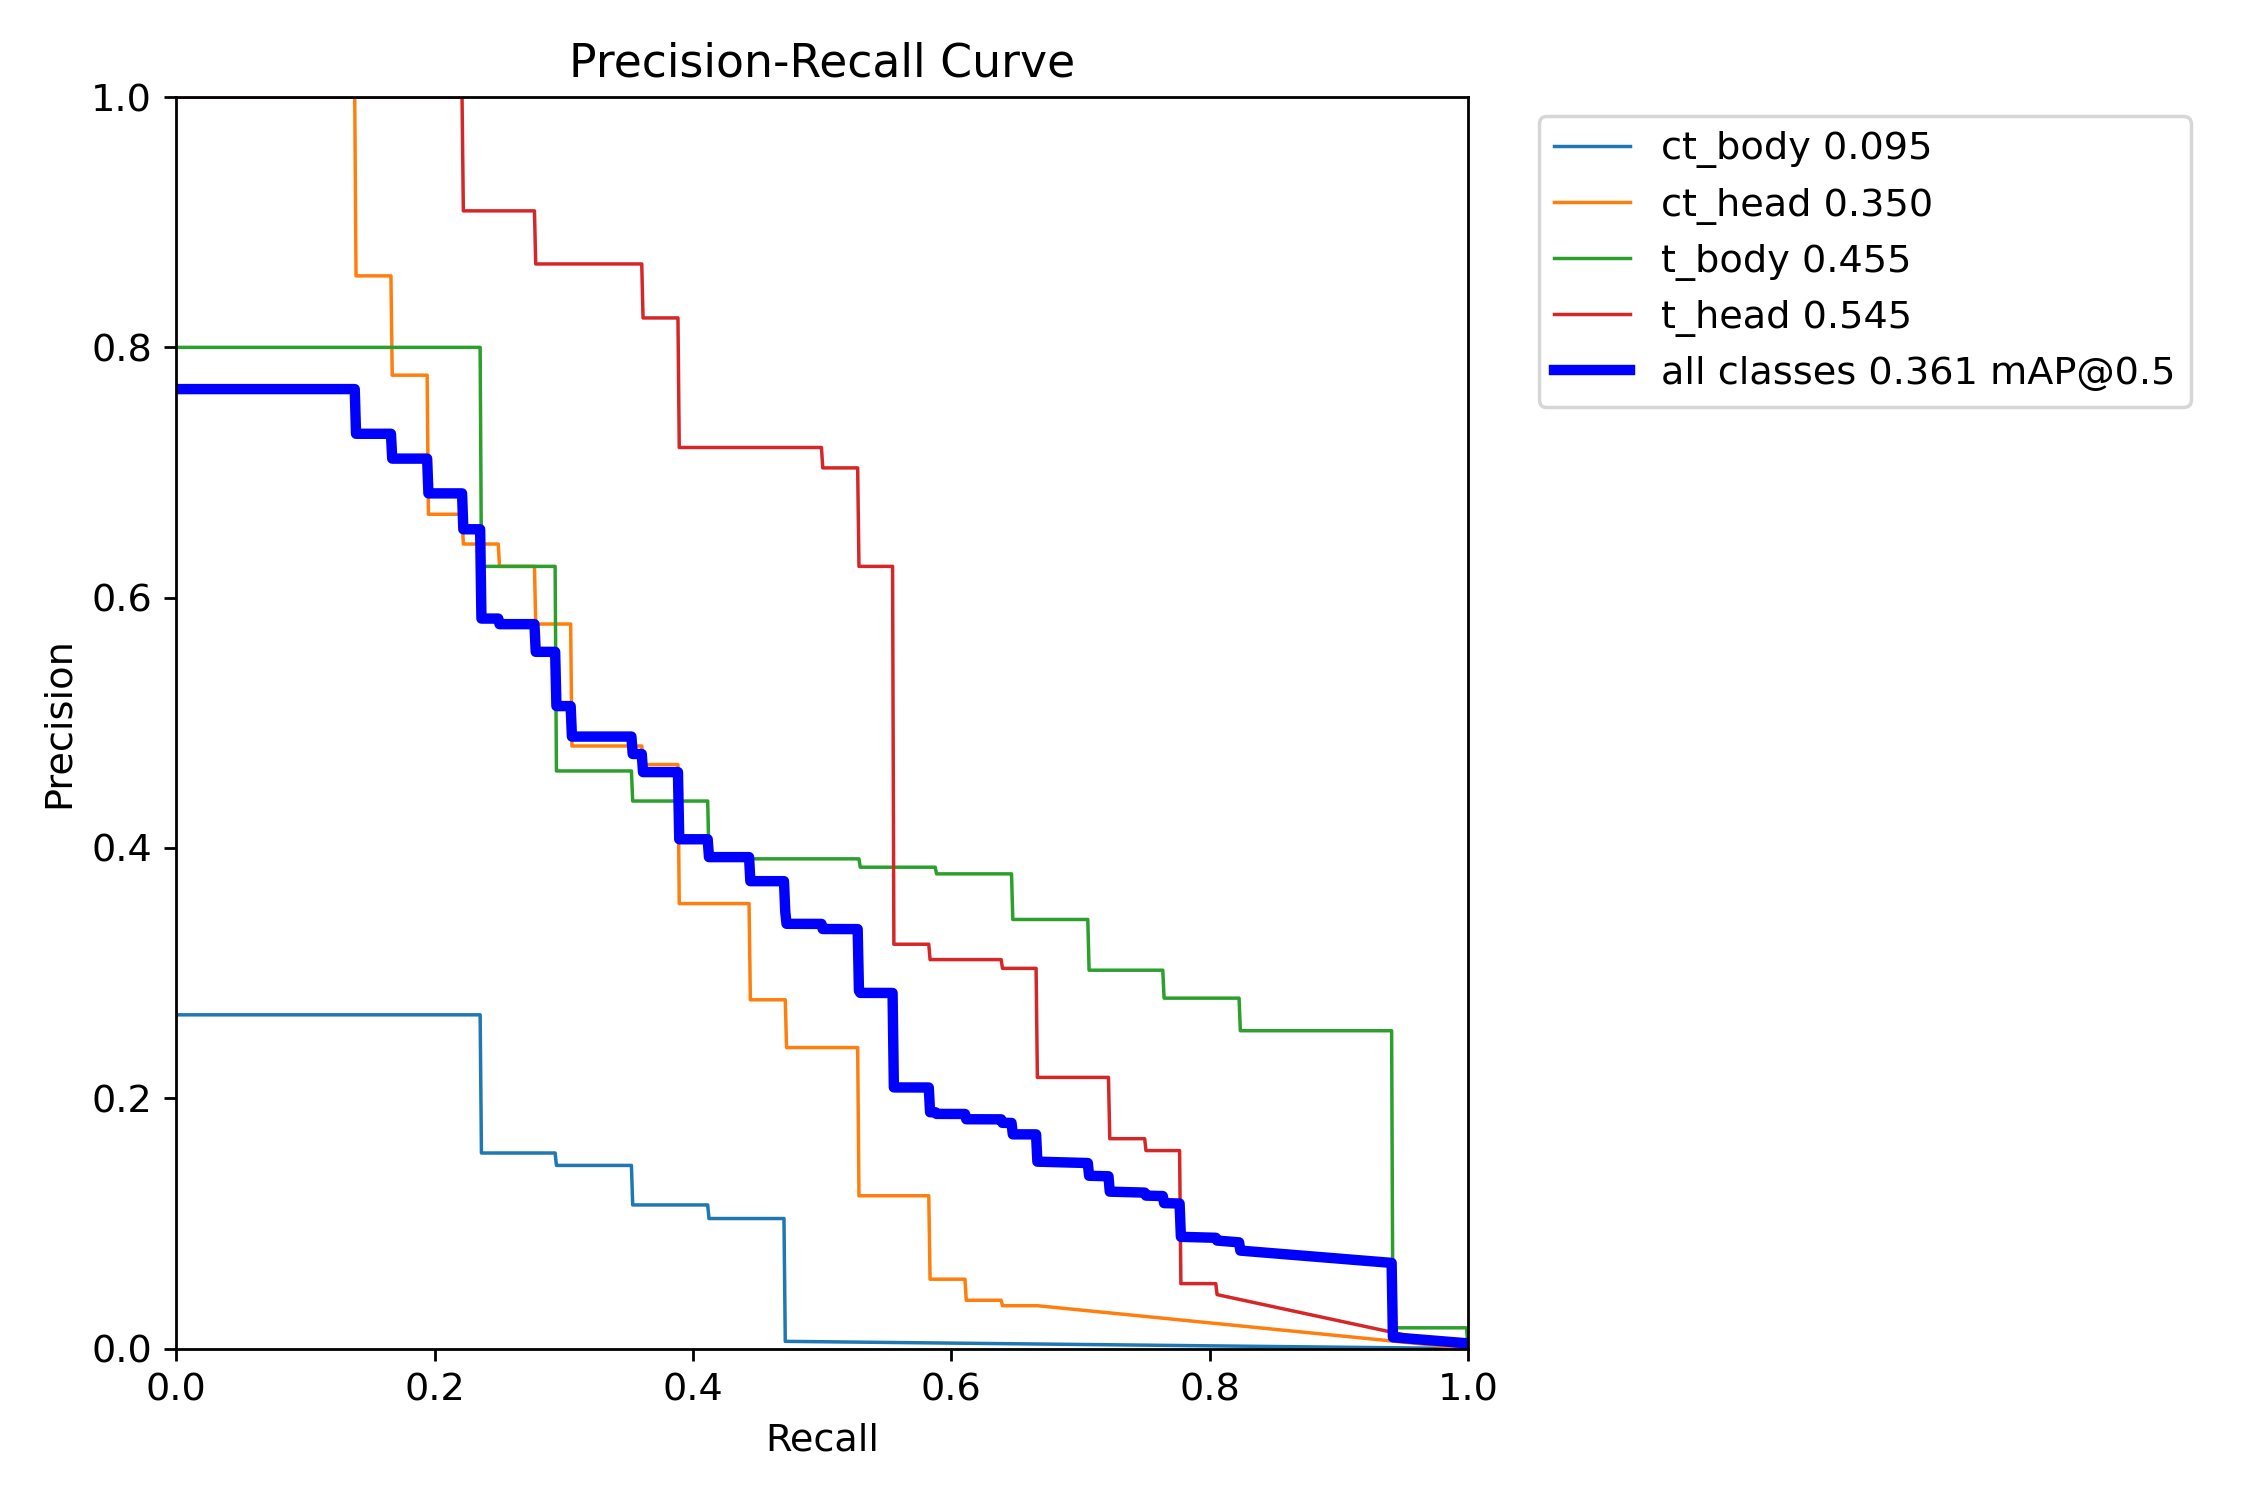 Precision-Recall Curve
1.0
0.8
0.6
0.4
0.2
0.0
Precision
0.0 0.2 0.4 0.6 0.8 1.0
Recall
ct_body 0.095
ct_head 0.350
t_body 0.455
t_head 0.545
all classes 0.361 mAP@0.5